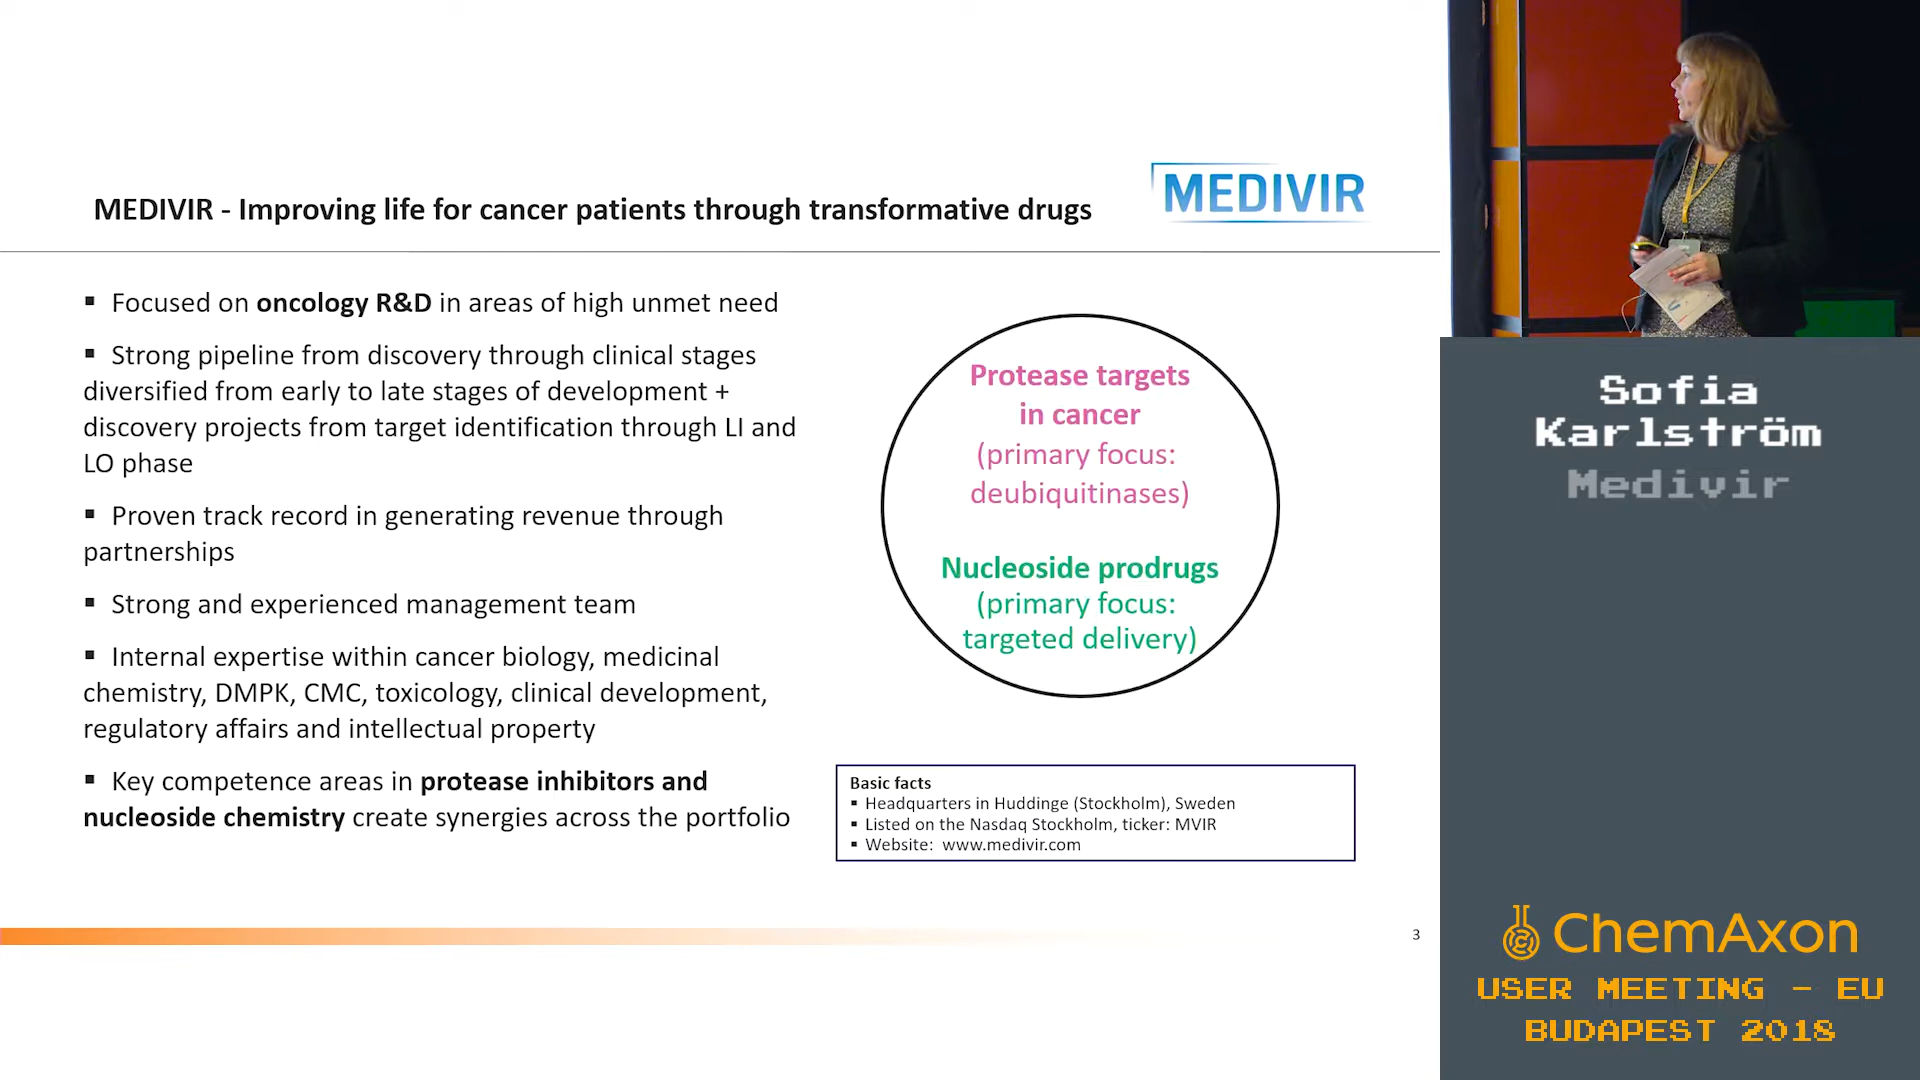 MEDIVIR - Improving life for cancer patients through transformative drugs
MEDIVIR
▪ Focused on oncology R&D in areas of high unmet need
▪ Strong pipeline from discovery through clinical stages
diversified from early to late stages of development +
discovery projects from target identification through LI and
LO phase
▪ Proven track record in generating revenue through
partnerships
▪ Strong and experienced management team
▪ Internal expertise within cancer biology, medicinal
chemistry, DMPK, CMC, toxicology, clinical development,
regulatory affairs and intellectual property
▪ Key competence areas in protease inhibitors and
nucleoside chemistry create synergies across the portfolio
Protease targets
in cancer
(primary focus:
deubiquitinases)
Nucleoside prodrugs
(primary focus:
targeted delivery)
Basic facts
▪ Headquarters in Huddinge (Stockholm), Sweden
▪ Listed on the Nasdaq Stockholm, ticker: MVIR
▪ Website: www.medivir.com
3
Sofia
Karlström
Medivir
ChemAxon
USER MEETING - EU
BUDAPEST 2018